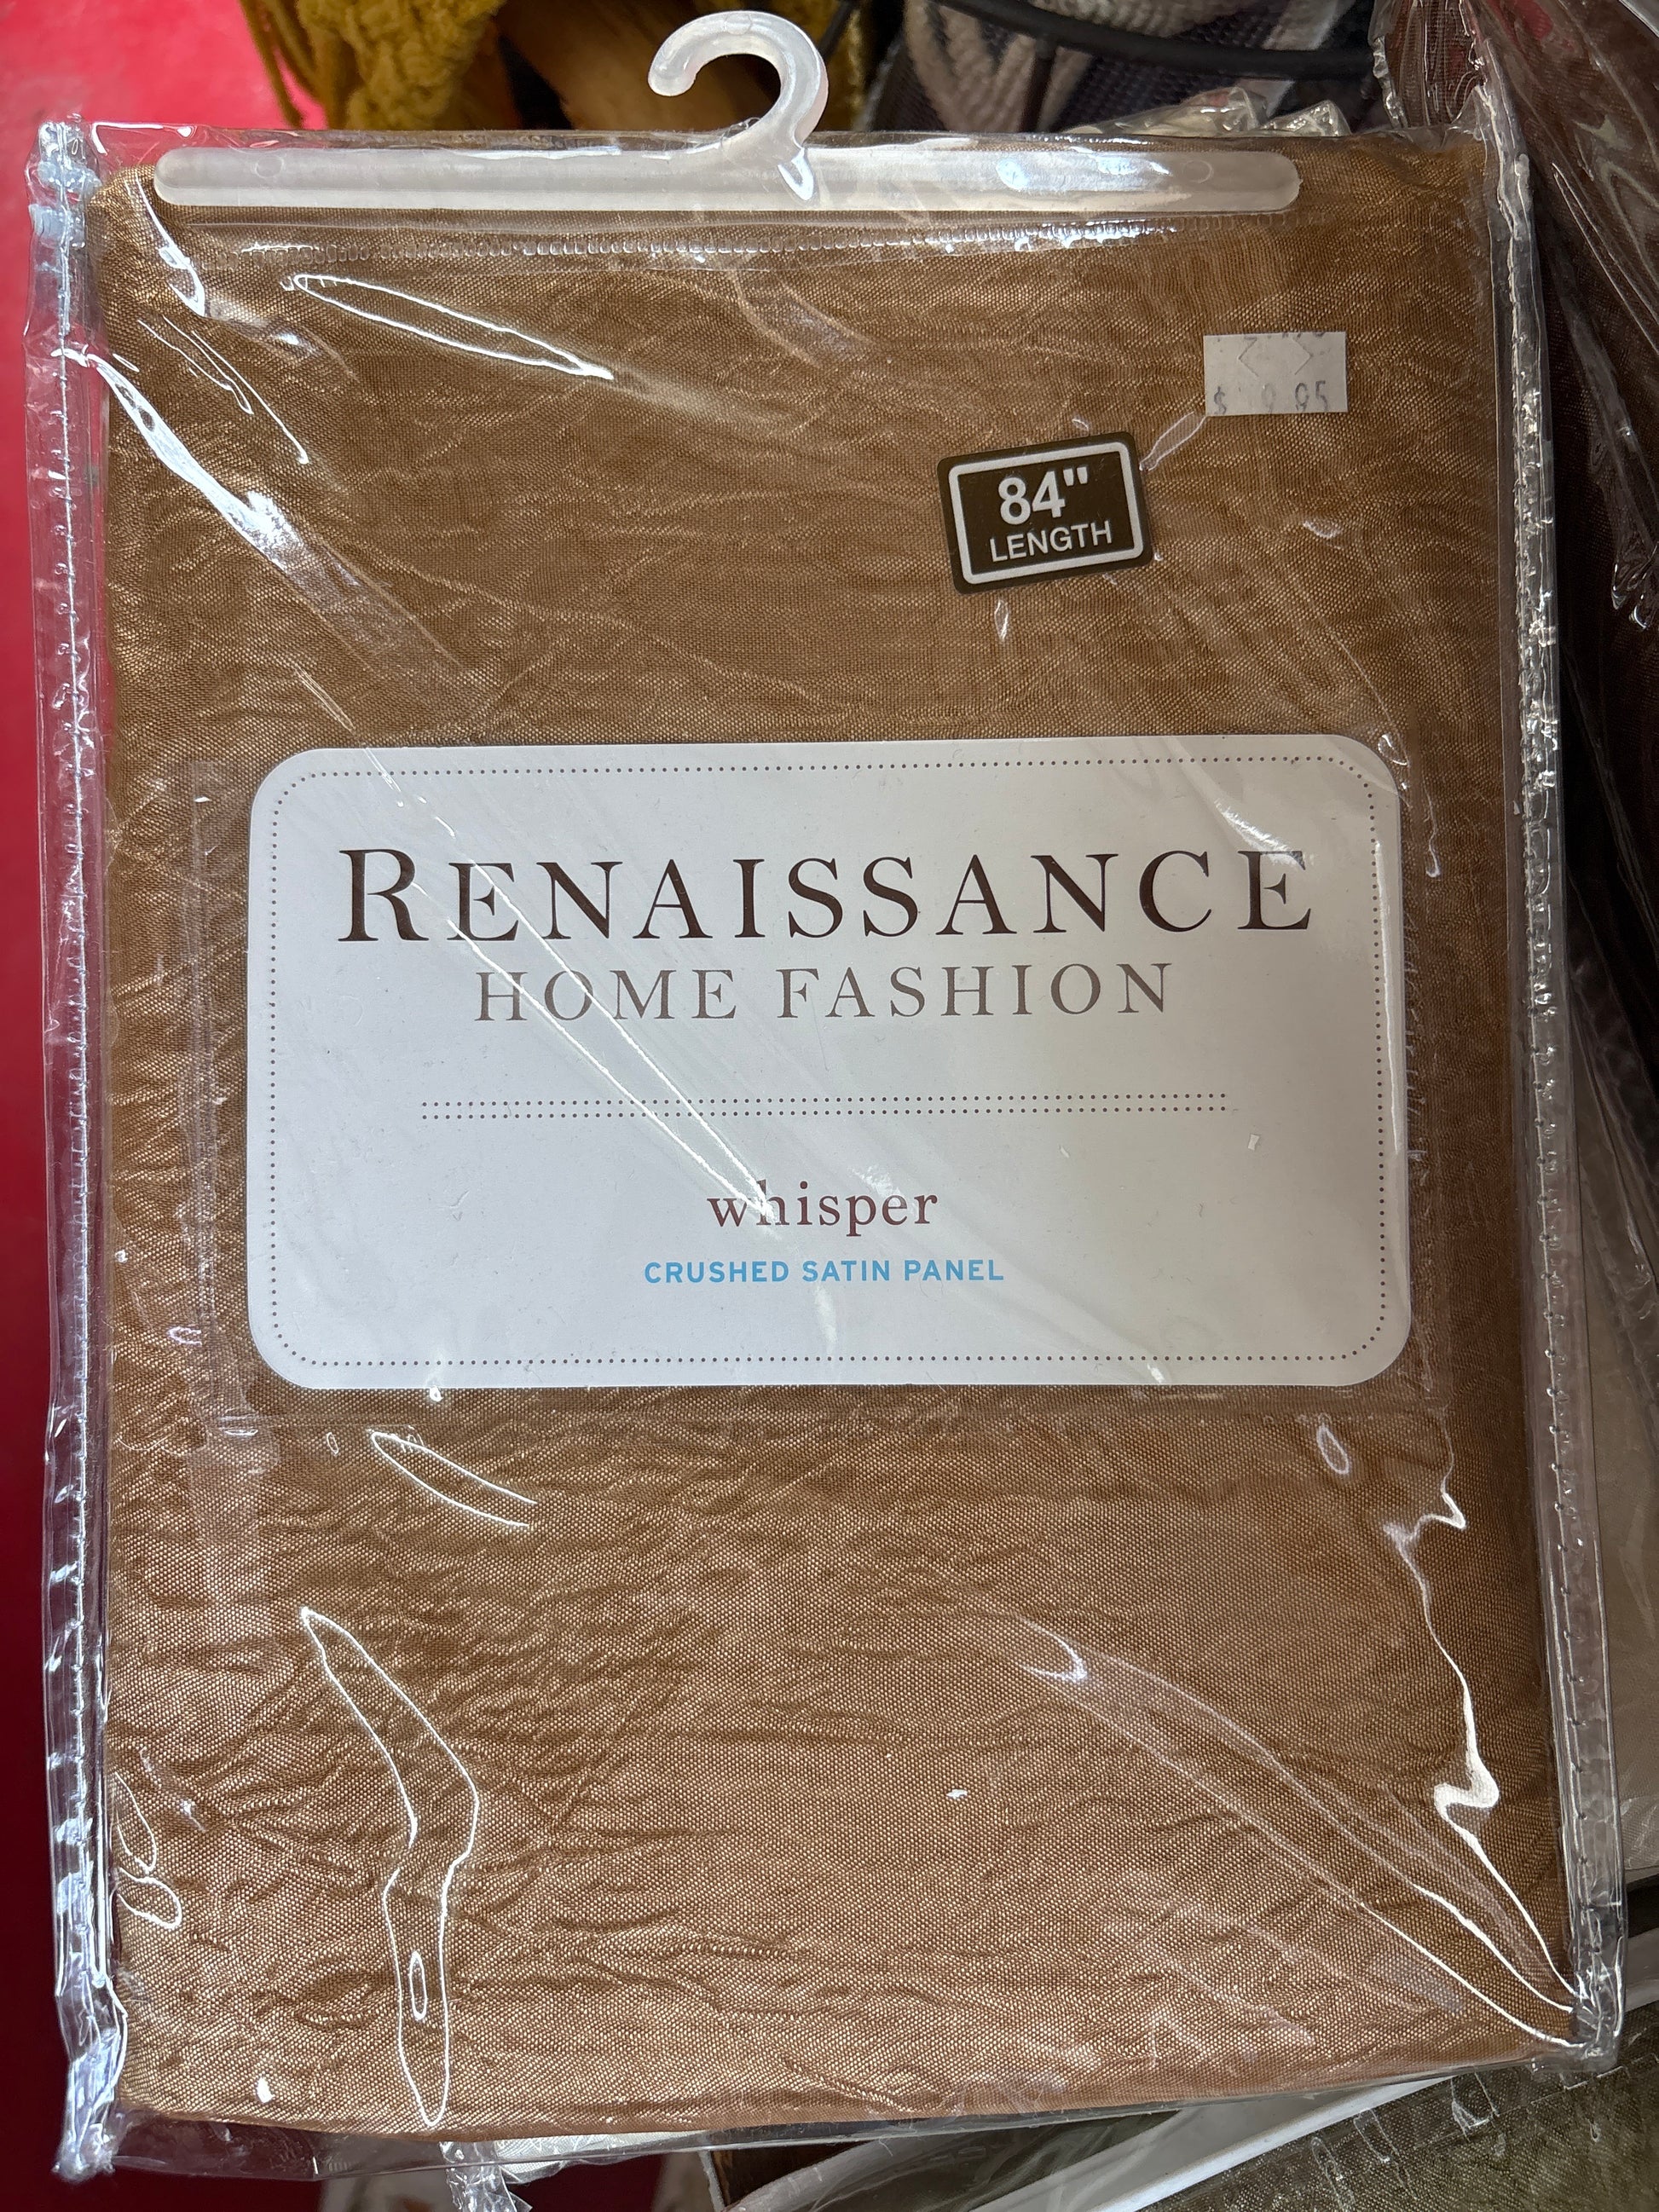 84"
LENGTH
RENAISSANCE
HOME FASHION
whisper
CRUSHED SATIN PANEL